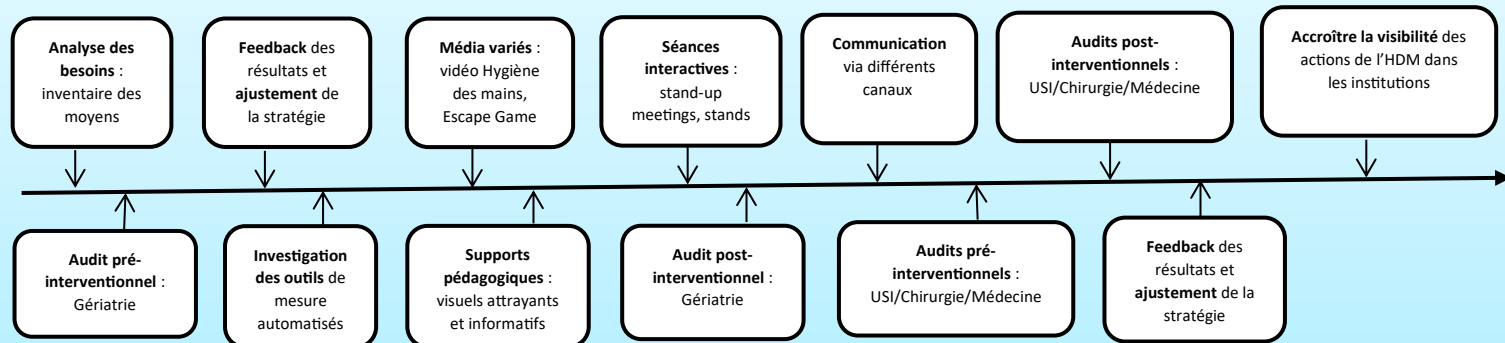 Analyse des
besoins :
inventaire des
moyens
Feedback des
résultats et
ajustement de
la stratégie
Média variés :
vidéo Hygiène
des mains,
Escape Game
Séances
interactives :
stand-up
meetings, stands
Communication
via différents
canaux
Audits post-
interventionnels :
USI/Chirurgie/Médecine
Accroître la visibilité des
actions de l’HDM dans
les institutions
Audit pré-
interventionnel :
Gériatrie
Investigation
des outils de
mesure
automatisés
Supports
pédagogiques :
visuels attrayants
et informatifs
Audit post-
interventionnel :
Gériatrie
Audits pré-
interventionnels :
USI/Chirurgie/Médecine
Feedback des
résultats et
ajustement de la
stratégie